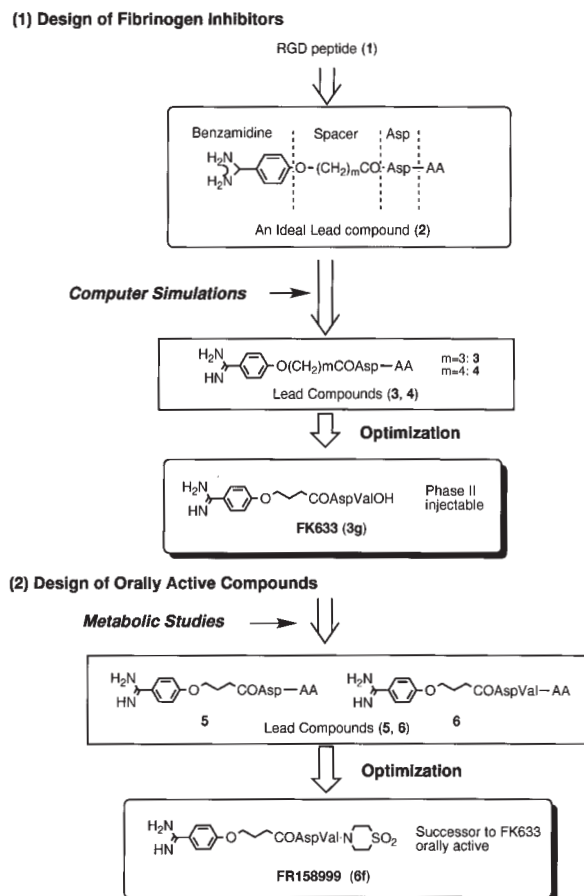 (1) Design of Fibrinogen Inhibitors
RGD peptide (1)
Benzamidine Spacer Asp
H₂N
H₂N
O-(CH₂)mCO-Asp-AA
An Ideal Lead compound (2)
Computer Simulations
H₂N
HN
O(CH₂)mCOAsp-AA
m=3: 3
m=4: 4
Lead Compounds (3, 4)
Optimization
H₂N
HN
O
COAspValOH
Phase II
injectable
FK633 (3g)
(2) Design of Orally Active Compounds
Metabolic Studies
H₂N
HN
O
COAsp-AA
5
H₂N
HN
O
COAspVal-AA
6
Lead Compounds (5, 6)
Optimization
H₂N
HN
O
COAspVal-N
SO₂
Successor to FK633
orally active
FR158999 (6f)